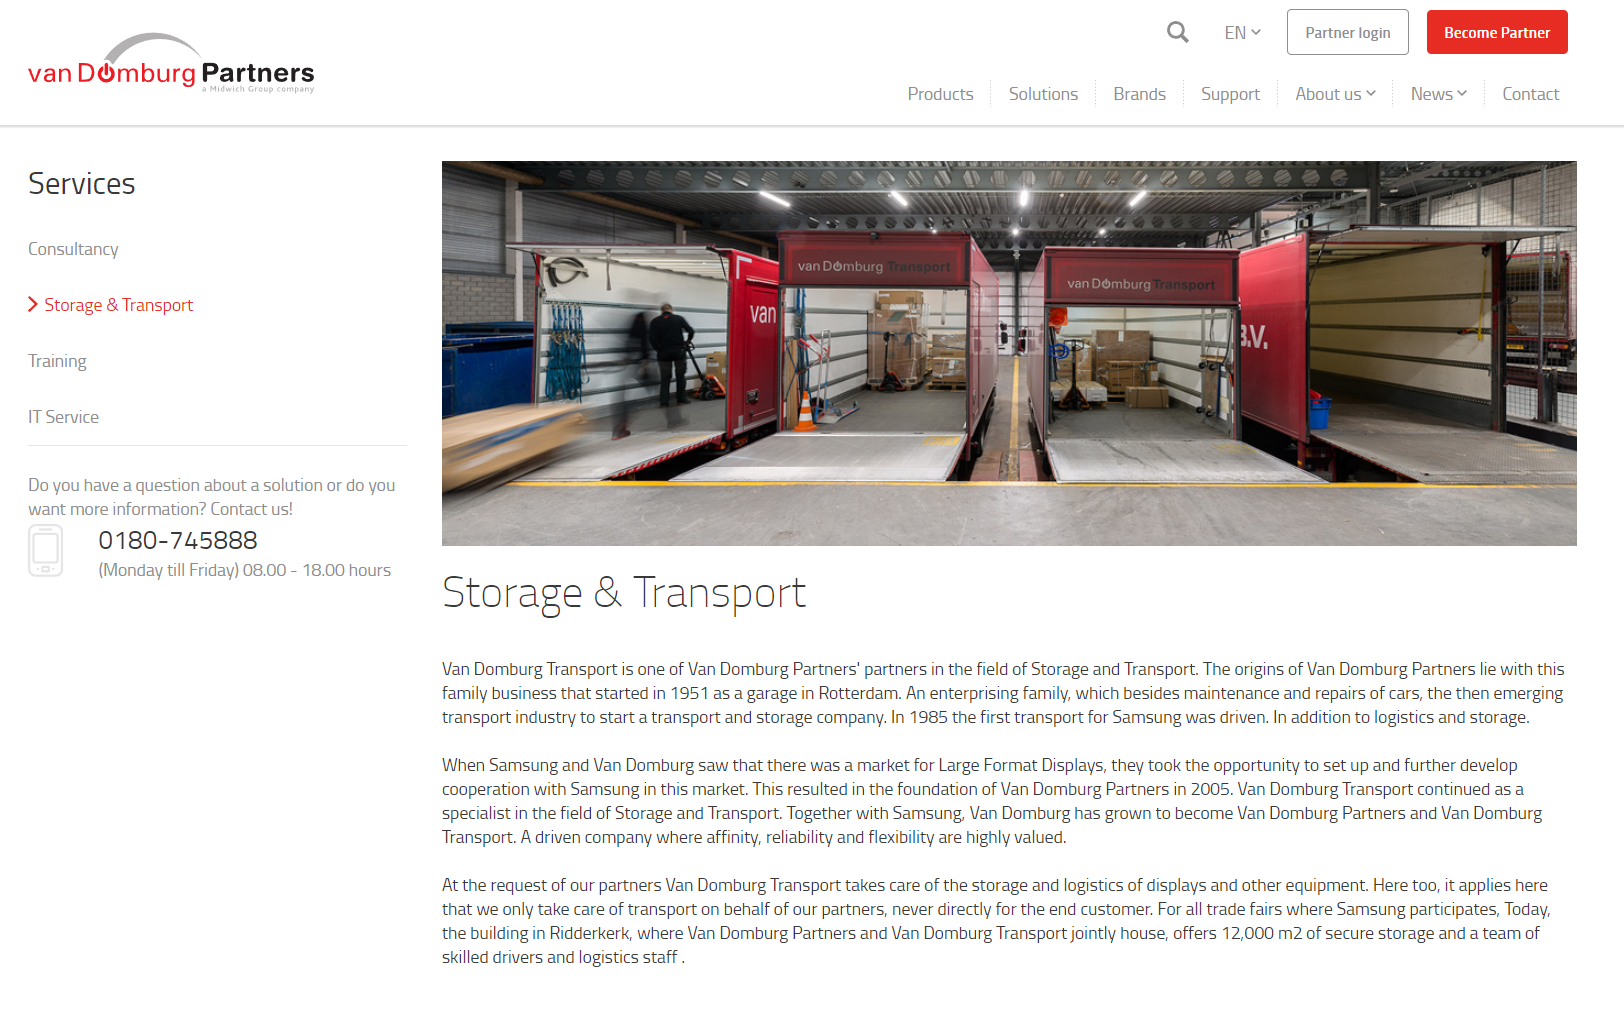 van Domburg Partners
a Midwich Group company
EN
Partner login
Become Partner
Products
Solutions
Brands
Support
About us
News
Contact
Services
Consultancy
Storage & Transport
Training
IT Service
Do you have a question about a solution or do you
want more information? Contact us!
0180-745888
(Monday till Friday) 08.00 - 18.00 hours
van Domburg Transport
van Domburg Transport
van
B.V.
Storage & Transport
Van Domburg Transport is one of Van Domburg Partners' partners in the field of Storage and Transport. The origins of Van Domburg Partners lie with this
family business that started in 1951 as a garage in Rotterdam. An enterprising family, which besides maintenance and repairs of cars, the then emerging
transport industry to start a transport and storage company. In 1985 the first transport for Samsung was driven. In addition to logistics and storage.
When Samsung and Van Domburg saw that there was a market for Large Format Displays, they took the opportunity to set up and further develop
cooperation with Samsung in this market. This resulted in the foundation of Van Domburg Partners in 2005. Van Domburg Transport continued as a
specialist in the field of Storage and Transport. Together with Samsung, Van Domburg has grown to become Van Domburg Partners and Van Domburg
Transport. A driven company where affinity, reliability and flexibility are highly valued.
At the request of our partners Van Domburg Transport takes care of the storage and logistics of displays and other equipment. Here too, it applies here
that we only take care of transport on behalf of our partners, never directly for the end customer. For all trade fairs where Samsung participates, Today,
the building in Ridderkerk, where Van Domburg Partners and Van Domburg Transport jointly house, offers 12,000 m2 of secure storage and a team of
skilled drivers and logistics staff .